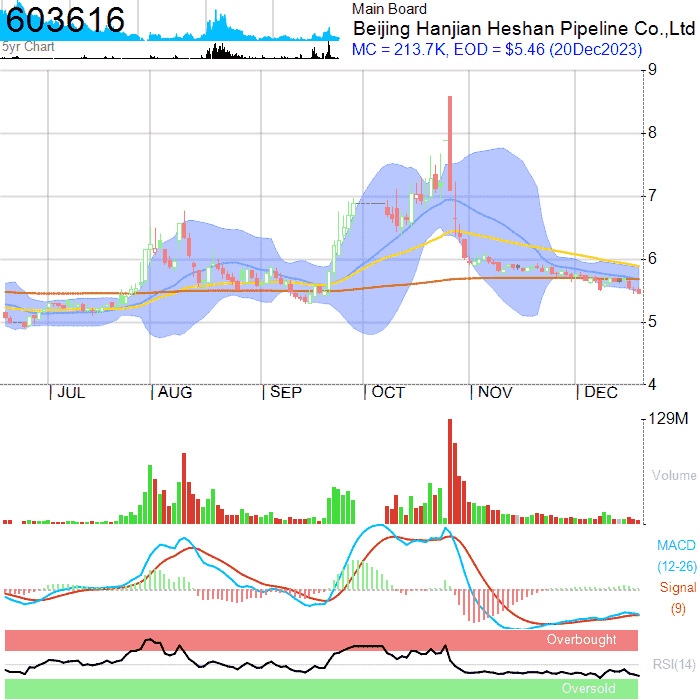 603616
5yr Chart
Main Board
Beijing Hanjian Heshan Pipeline Co.,Ltd
MC = 213.7K, EOD = $5.46 (20Dec2023)
9
8
7
6
5
4
JUL
AUG
SEP
OCT
NOV
DEC
129M
Volume
MACD
(12-26)
Signal
(9)
Overbought
RSI(14)
Oversold